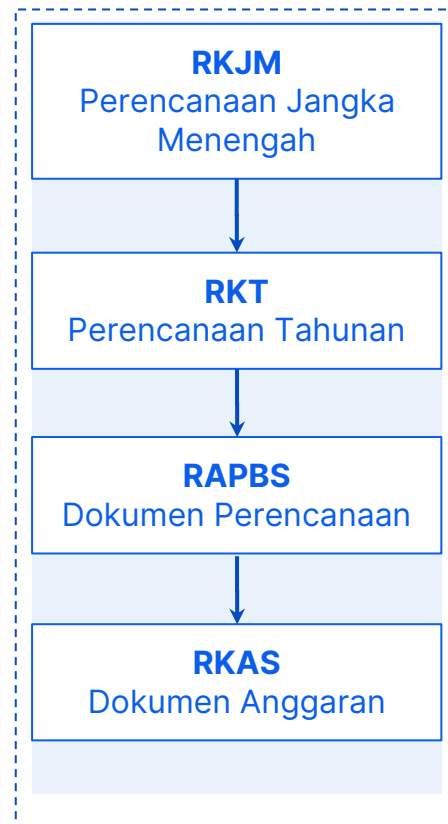 RKJM
Perencanaan Jangka
Menengah
RKT
Perencanaan Tahunan
RAPBS
Dokumen Perencanaan
RKAS
Dokumen Anggaran